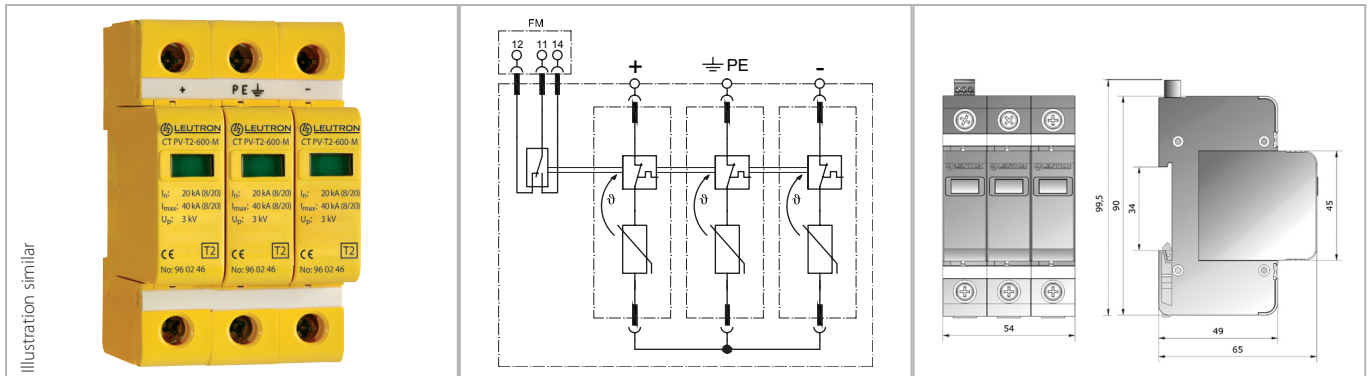 Illustration similar
+ PE ⏚ -
LEUTRON LEUTRON LEUTRON
CT PV-T2-600-M CT PV-T2-600-M CT PV-T2-600-M
In: 20 kA (8/20) In: 20 kA (8/20) In: 20 kA (8/20)
Imax: 40 kA (8/20) Imax: 40 kA (8/20) Imax: 40 kA (8/20)
Up: 3 kV Up: 3 kV Up: 3 kV
CE T2 CE T2 CE T2
No: 96 02 46 No: 96 02 46 No: 96 02 46
FM
12 11 14
+ ⏚ PE -
ϑ ϑ ϑ
LEUTRON LEUTRON LEUTRON
54
99,5
90
34
45
49
65